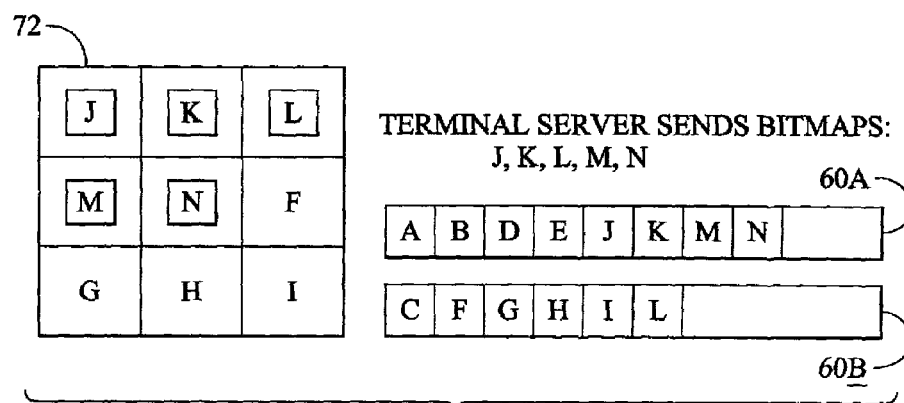 72
J K L
M N F
G H I
TERMINAL SERVER SENDS BITMAPS:
J, K, L, M, N
60A
A B D E J K M N
C F G H I L
60B